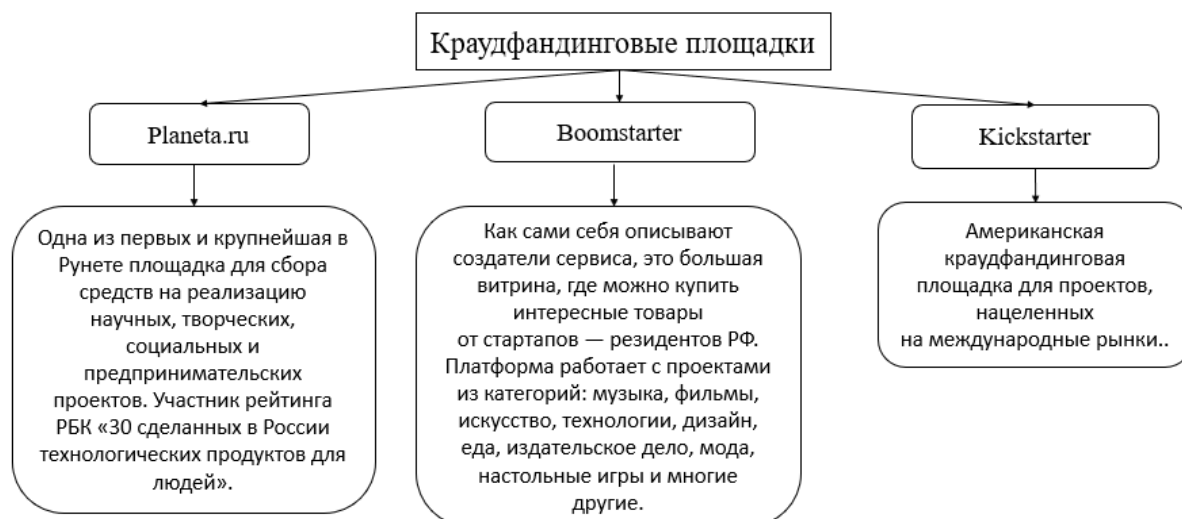 Краудфандинговые площадки
Planeta.ru
Одна из первых и крупнейшая в
Рунете площадка для сбора
средств на реализацию
научных, творческих,
социальных и
предпринимательских
проектов. Участник рейтинга
РБК «30 сделанных в России
технологических продуктов для
людей».
Boomstarter
Как сами себя описывают
создатели сервиса, это большая
витрина, где можно купить
интересные товары
от стартапов — резидентов РФ.
Платформа работает с проектами
из категорий: музыка, фильмы,
искусство, технологии, дизайн,
еда, издательское дело, мода,
настольные игры и многие
другие.
Kickstarter
Американская
краудфандинговая
площадка для проектов,
нацеленных
на международные рынки..